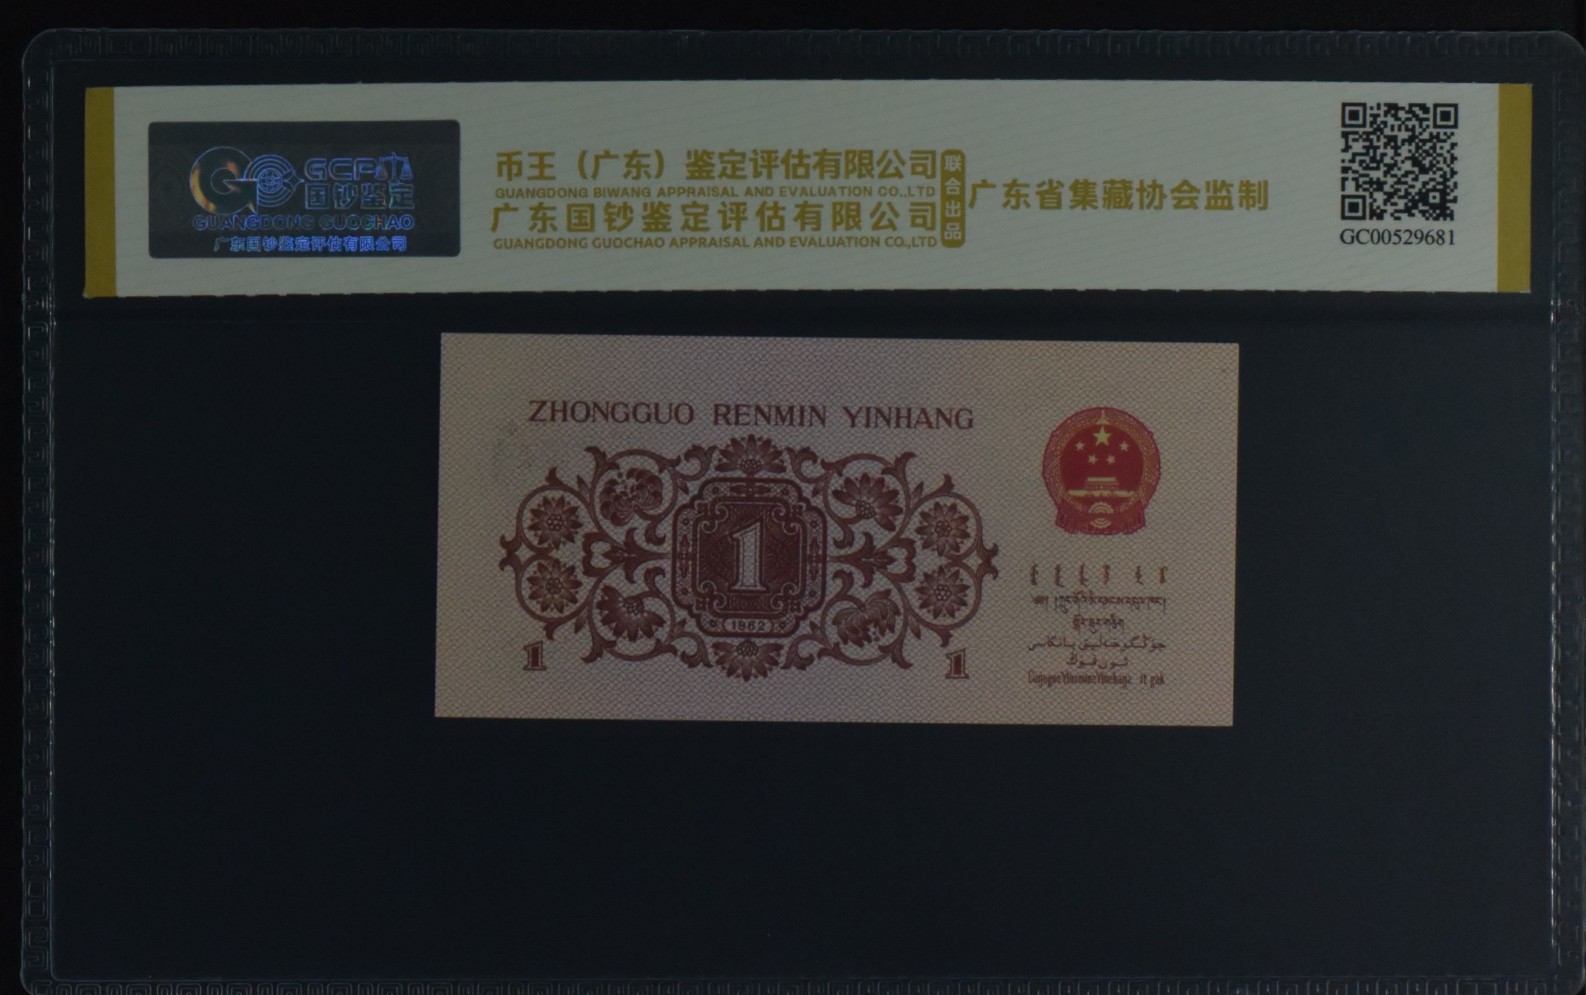 GCP
国钞鉴定
GUANGDONG GUOCHAO
广东国钞鉴定评估有限公司
币王（广东）鉴定评估有限公司
GUANGDONG BIWANG APPRAISAL AND EVALUATION CO.,LTD
广东国钞鉴定评估有限公司
GUANGDONG GUOCHAO APPRAISAL AND EVALUATION CO.,LTD
联合出品
广东省集藏协会监制
GC00529681
ZHONGGUO RENMIN YINHANG
1
1962
1
1